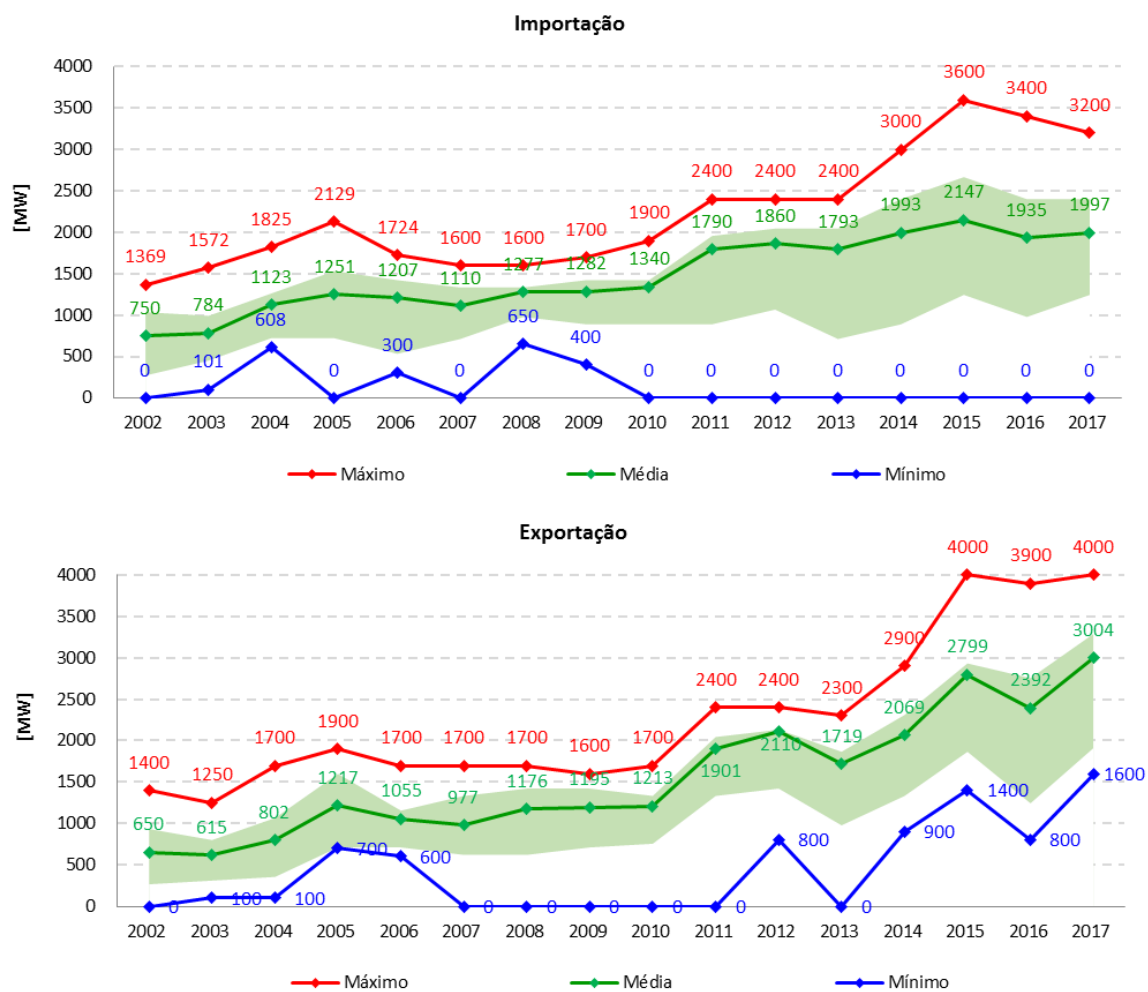 Importação
4000
3500
3000
2500
2000
1500
1000
500
0
[MW]
1369 1572 1825 2129 1724 1600 1600 1700 1900 2400 2400 2400 3000 3600 3400 3200
750 784 1123 1251 1207 1110 1277 1282 1340 1790 1860 1793 1993 2147 1935 1997
0 101 608 0 300 0 650 400 0 0 0 0 0 0 0 0
2002 2003 2004 2005 2006 2007 2008 2009 2010 2011 2012 2013 2014 2015 2016 2017
Máximo Média Mínimo
Exportação
4000
3500
3000
2500
2000
1500
1000
500
0
[MW]
1400 1250 1700 1900 1700 1700 1700 1600 1700 2400 2400 2300 2900 4000 3900 4000
650 615 802 1217 1055 977 1176 1195 1213 1901 2110 1719 2069 2799 2392 3004
0 100 100 700 600 0 0 0 0 0 800 0 900 1400 800 1600
2002 2003 2004 2005 2006 2007 2008 2009 2010 2011 2012 2013 2014 2015 2016 2017
Máximo Média Mínimo